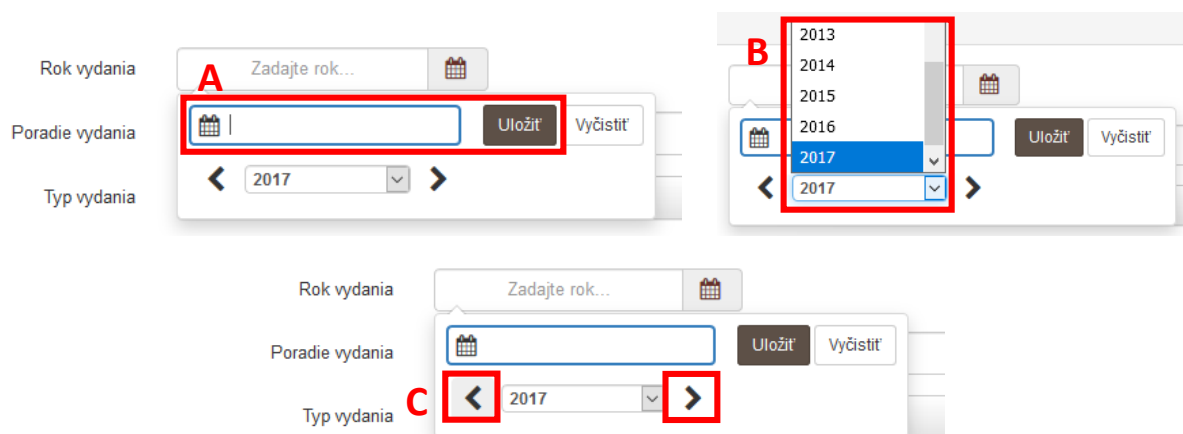 Rok vydania
Zadajte rok...
A
Uložiť
Vyčistiť
Poradie vydania
2017
Typ vydania
B
2013
2014
2015
2016
2017
Uložiť
Vyčistiť
2017
Rok vydania
Zadajte rok...
Poradie vydania
Uložiť
Vyčistiť
C
2017
Typ vydania